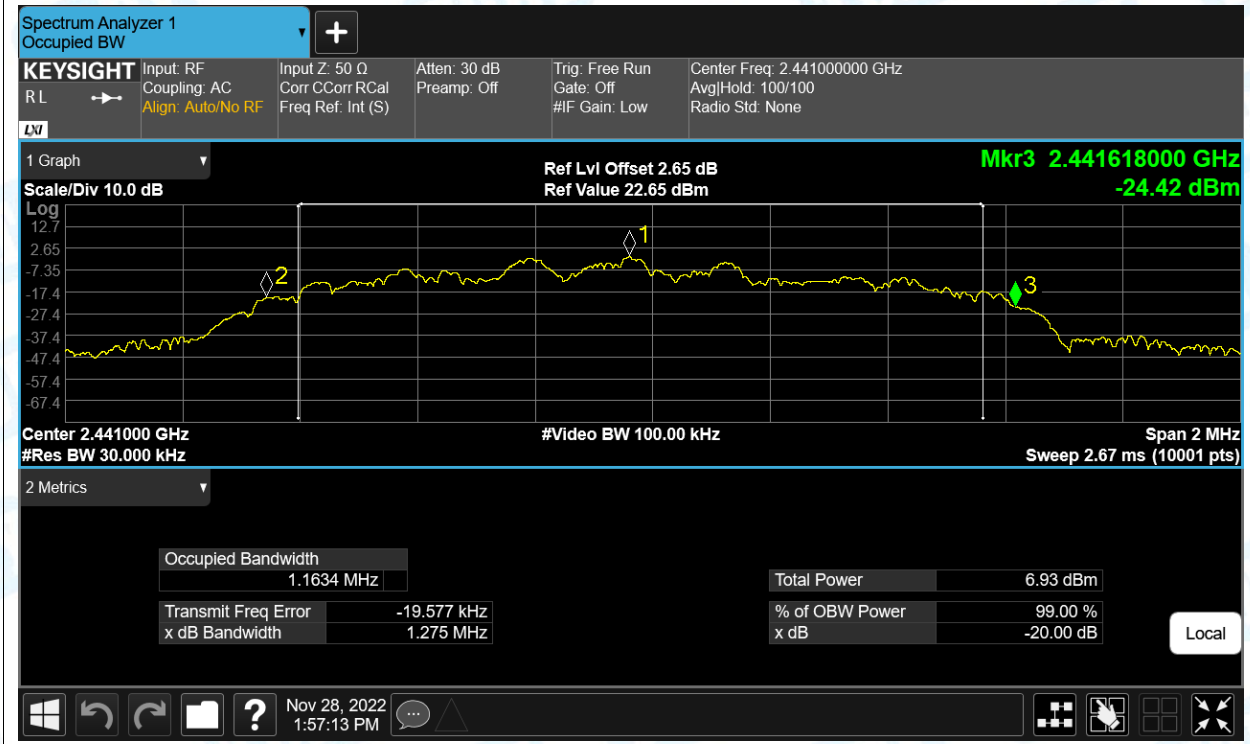 Spectrum Analyzer 1
Occupied BW
KEYSIGHT
R L
LXI
Input: RF
Coupling: AC
Align: Auto/No RF
Input Z: 50 Ω
Corr CCorr RCal
Freq Ref: Int (S)
Atten: 30 dB
Preamp: Off
Trig: Free Run
Gate: Off
#IF Gain: Low
Center Freq: 2.441000000 GHz
Avg|Hold: 100/100
Radio Std: None
1 Graph
Scale/Div 10.0 dB
Ref Lvl Offset 2.65 dB
Ref Value 22.65 dBm
Mkr3 2.441618000 GHz
-24.42 dBm
Log
12.7
2.65
-7.35
-17.4
-27.4
-37.4
-47.4
-57.4
-67.4
1
2
3
Center 2.441000 GHz
#Res BW 30.000 kHz
#Video BW 100.00 kHz
Span 2 MHz
Sweep 2.67 ms (10001 pts)
2 Metrics
Occupied Bandwidth
1.1634 MHz
Transmit Freq Error -19.577 kHz
x dB Bandwidth 1.275 MHz
Total Power 6.93 dBm
% of OBW Power 99.00 %
x dB -20.00 dB
Local
?
Nov 28, 2022
1:57:13 PM